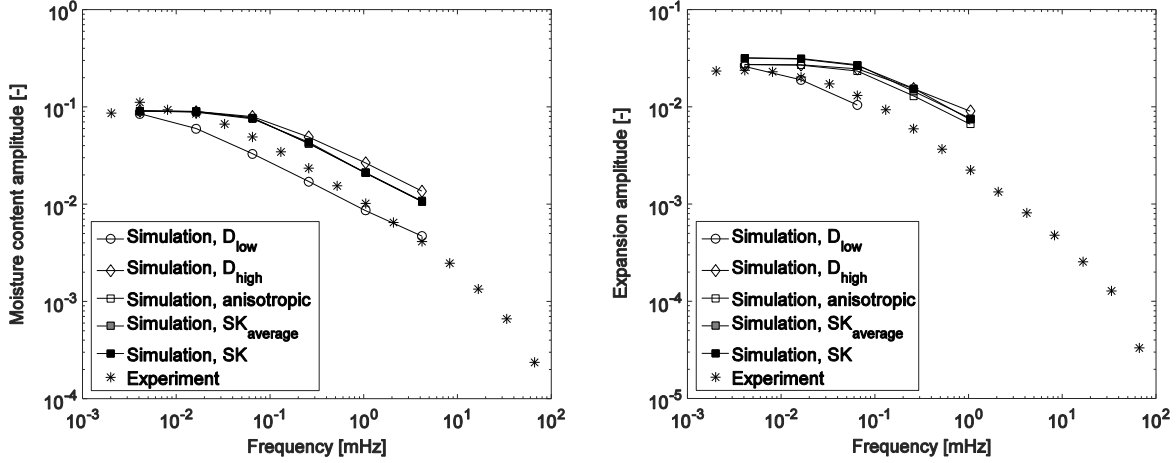 10^0
10^-1
10^-2
10^-3
10^-4
Moisture content amplitude [-]
Simulation, D_low
Simulation, D_high
Simulation, anisotropic
Simulation, SK_average
Simulation, SK
Experiment
10^-3 10^-2 10^-1 10^0 10^1 10^2
Frequency [mHz]
10^-1
10^-2
10^-3
10^-4
10^-5
Expansion amplitude [-]
Simulation, D_low
Simulation, D_high
Simulation, anisotropic
Simulation, SK_average
Simulation, SK
Experiment
10^-3 10^-2 10^-1 10^0 10^1 10^2
Frequency [mHz]